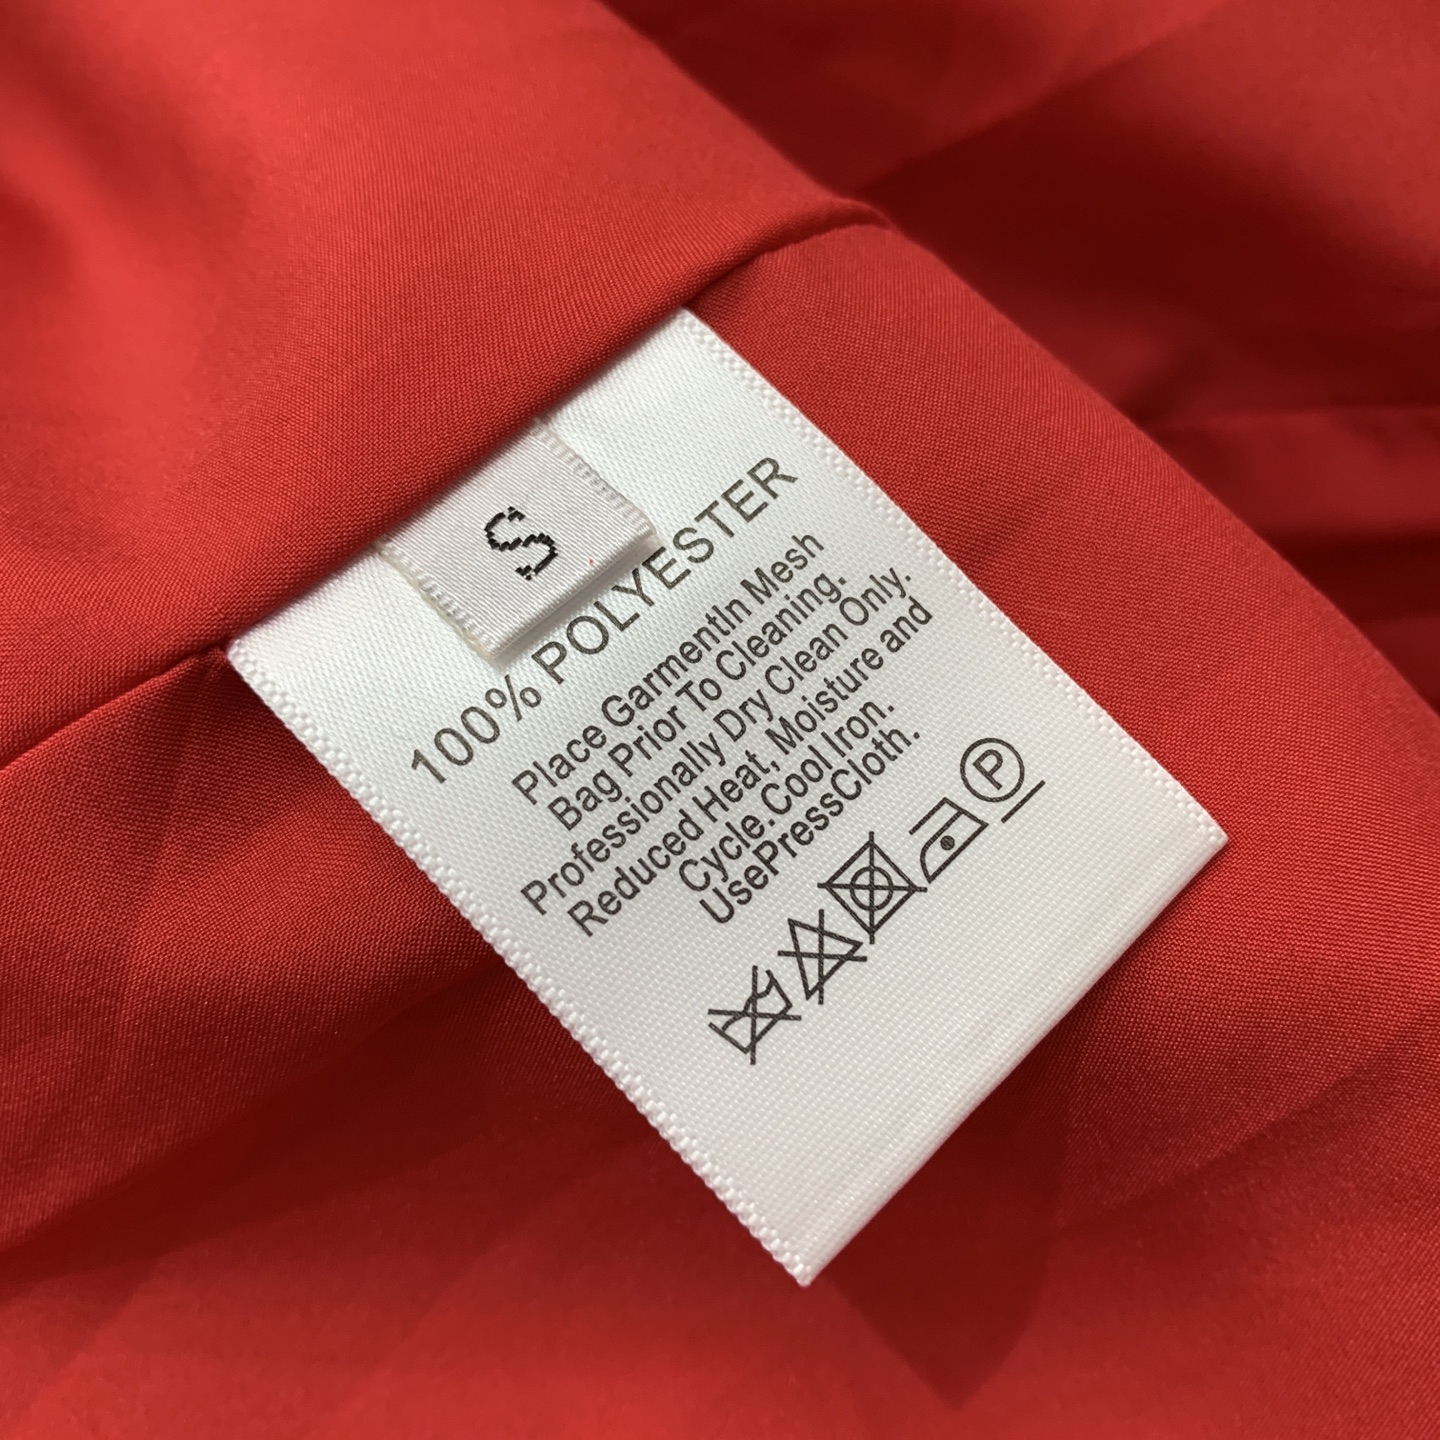 S
100% POLYESTER
Place GarmentIn Mesh
Bag Prior To Cleaning.
Professionally Dry Clean Only.
Reduced Heat, Moisture and
Cycle. Cool Iron.
UsePressCloth.
P